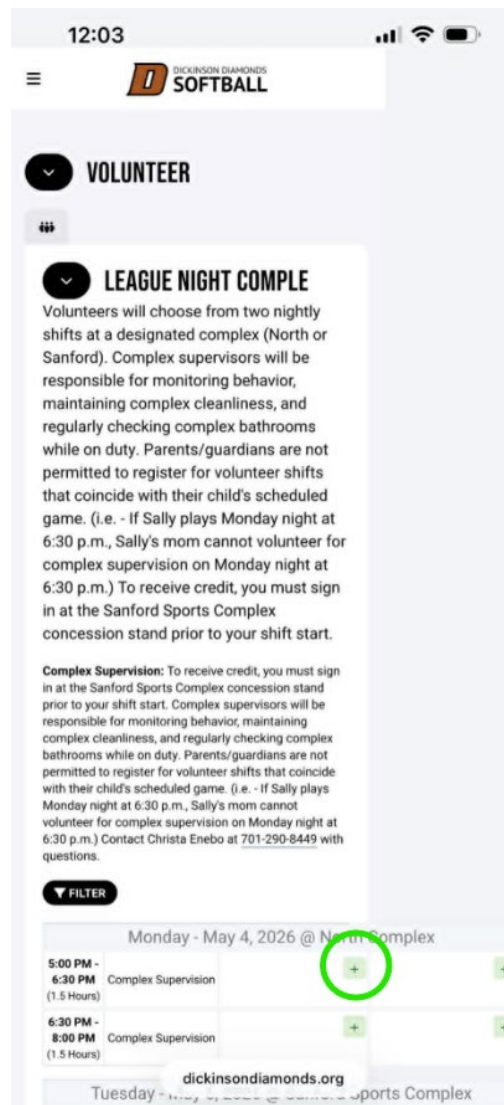 12:03
DICKINSON DIAMONDS
SOFTBALL
VOLUNTEER
LEAGUE NIGHT COMPLE
Volunteers will choose from two nightly
shifts at a designated complex (North or
Sanford). Complex supervisors will be
responsible for monitoring behavior,
maintaining complex cleanliness, and
regularly checking complex bathrooms
while on duty. Parents/guardians are not
permitted to register for volunteer shifts
that coincide with their child's scheduled
game. (i.e. - If Sally plays Monday night at
6:30 p.m., Sally's mom cannot volunteer for
complex supervision on Monday night at
6:30 p.m.) To receive credit, you must sign
in at the Sanford Sports Complex
concession stand prior to your shift start.
Complex Supervision: To receive credit, you must sign
in at the Sanford Sports Complex concession stand
prior to your shift start. Complex supervisors will be
responsible for monitoring behavior, maintaining
complex cleanliness, and regularly checking complex
bathrooms while on duty. Parents/guardians are not
permitted to register for volunteer shifts that coincide
with their child's scheduled game. (i.e. - If Sally plays
Monday night at 6:30 p.m., Sally's mom cannot
volunteer for complex supervision on Monday night at
6:30 p.m.) Contact Christa Enebo at 701-290-8449 with
questions.
FILTER
Monday - May 4, 2026 @ North Complex
5:00 PM -
6:30 PM Complex Supervision + +
(1.5 Hours)
6:30 PM -
8:00 PM Complex Supervision + +
(1.5 Hours)
dickinsondiamonds.org
Tuesday - Sports Complex